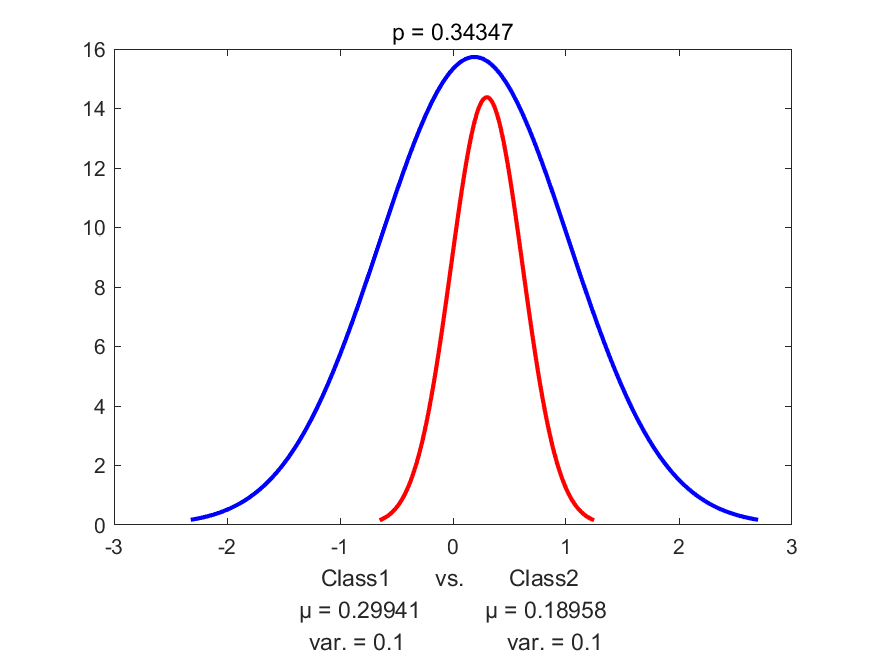 p = 0.34347
16
14
12
10
8
6
4
2
0
-3 -2 -1 0 1 2 3
Class1 vs. Class2
μ = 0.29941 μ = 0.18958
var. = 0.1 var. = 0.1